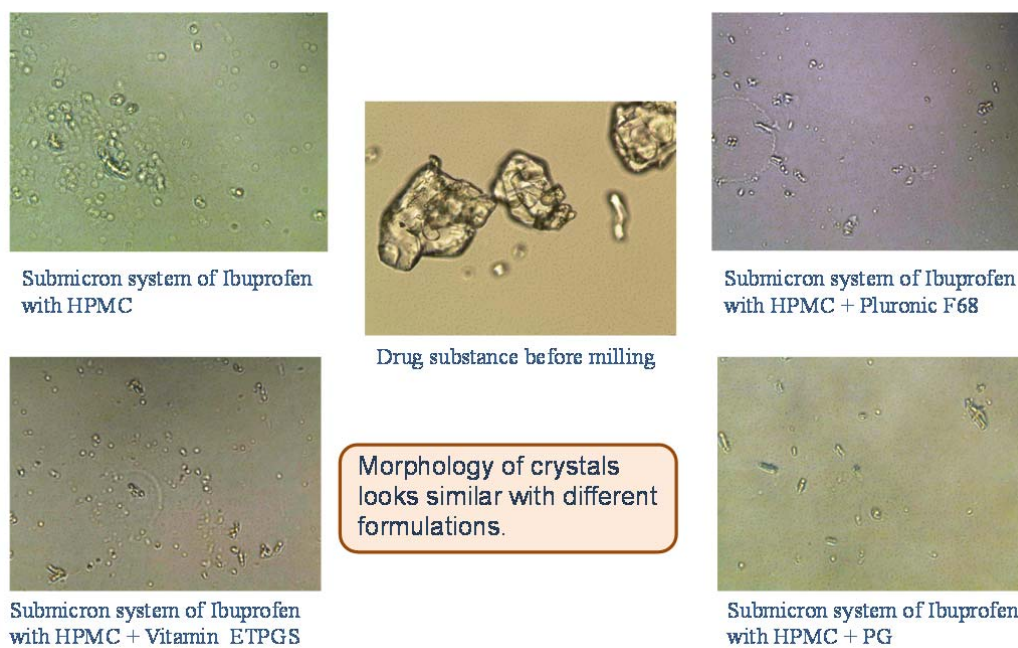 Submicron system of Ibuprofen
with HPMC
Drug substance before milling
Submicron system of Ibuprofen
with HPMC + Pluronic F68
Morphology of crystals
looks similar with different
formulations.
Submicron system of Ibuprofen
with HPMC + Vitamin ETPGS
Submicron system of Ibuprofen
with HPMC + PG